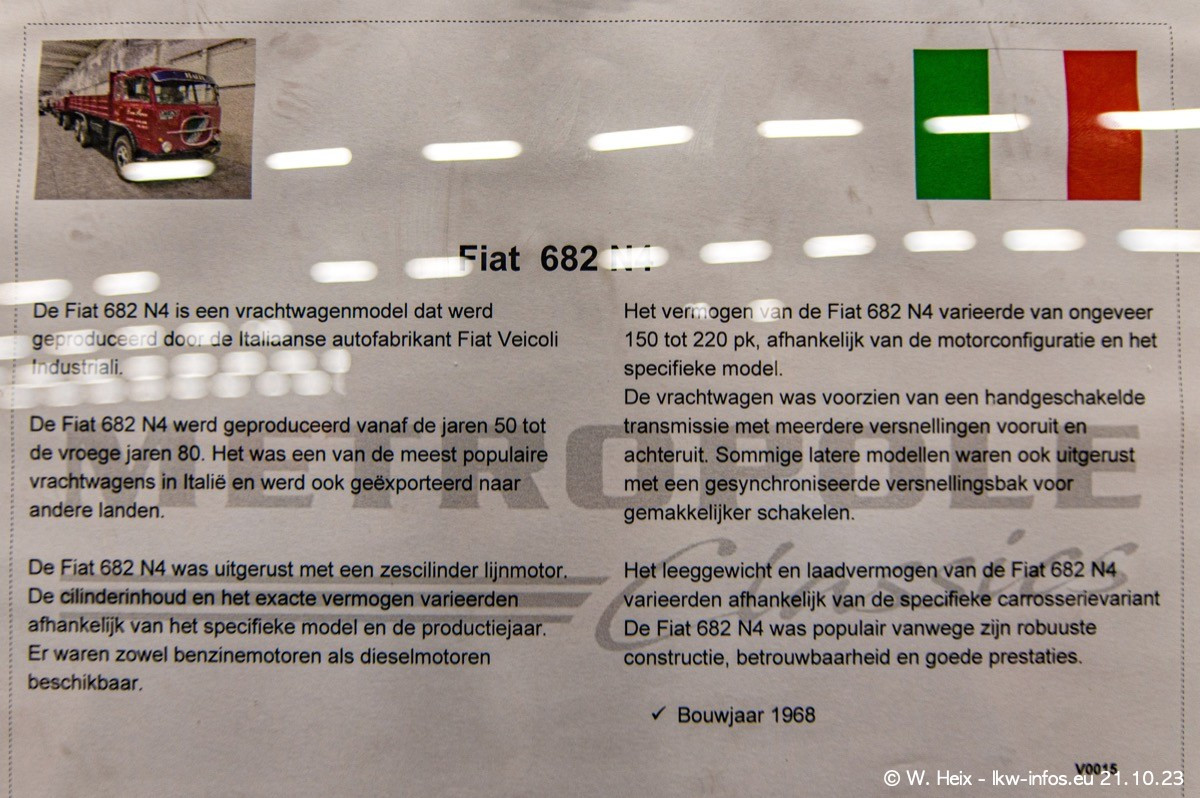 Fiat 682 N4
De Fiat 682 N4 is een vrachtwagenmodel dat werd
geproduceerd door de Italiaanse autofabrikant Fiat Veicoli
Industriali.
De Fiat 682 N4 werd geproduceerd vanaf de jaren 50 tot
de vroege jaren 80. Het was een van de meest populaire
vrachtwagens in Italië en werd ook geëxporteerd naar
andere landen.
De Fiat 682 N4 was uitgerust met een zescilinder lijnmotor.
De cilinderinhoud en het exacte vermogen varieerden
afhankelijk van het specifieke model en de productiejaar.
Er waren zowel benzinemotoren als dieselmotoren
beschikbaar.
Het vermogen van de Fiat 682 N4 varieerde van ongeveer
150 tot 220 pk, afhankelijk van de motorconfiguratie en het
specifieke model.
De vrachtwagen was voorzien van een handgeschakelde
transmissie met meerdere versnellingen vooruit en
achteruit. Sommige latere modellen waren ook uitgerust
met een gesynchroniseerde versnellingsbak voor
gemakkelijker schakelen.
Het leeggewicht en laadvermogen van de Fiat 682 N4
varieerden afhankelijk van de specifieke carrosserievariant
De Fiat 682 N4 was populair vanwege zijn robuuste
constructie, betrouwbaarheid en goede prestaties.
✓ Bouwjaar 1968
METROPOLE
Classics
V0015
© W. Heix - lkw-infos.eu 21.10.23